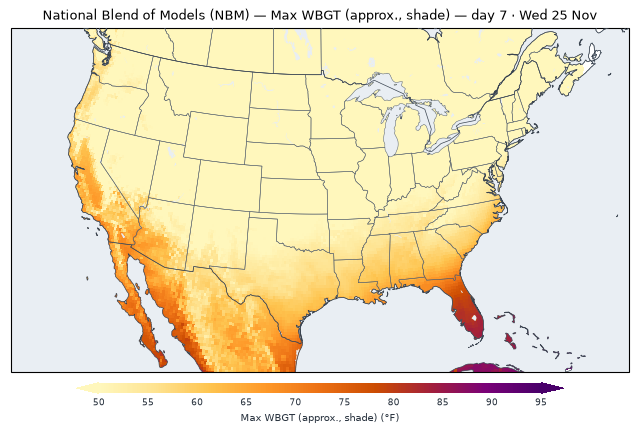 National Blend of Models (NBM) — Max WBGT (approx., shade) — day 7 · Wed 25 Nov
50 55 60 65 70 75 80 85 90 95
Max WBGT (approx., shade) (°F)